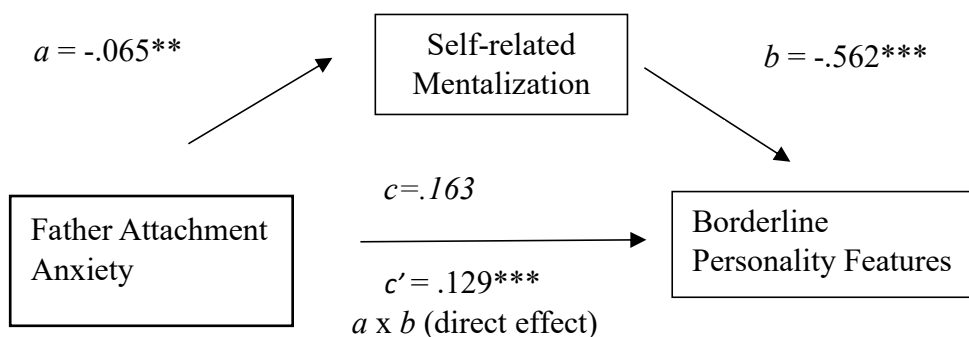 a = -.065**
Self-related
Mentalization
b = -.562***
c=.163
Father Attachment
Anxiety
Borderline
Personality Features
c′ = .129***
a x b (direct effect)